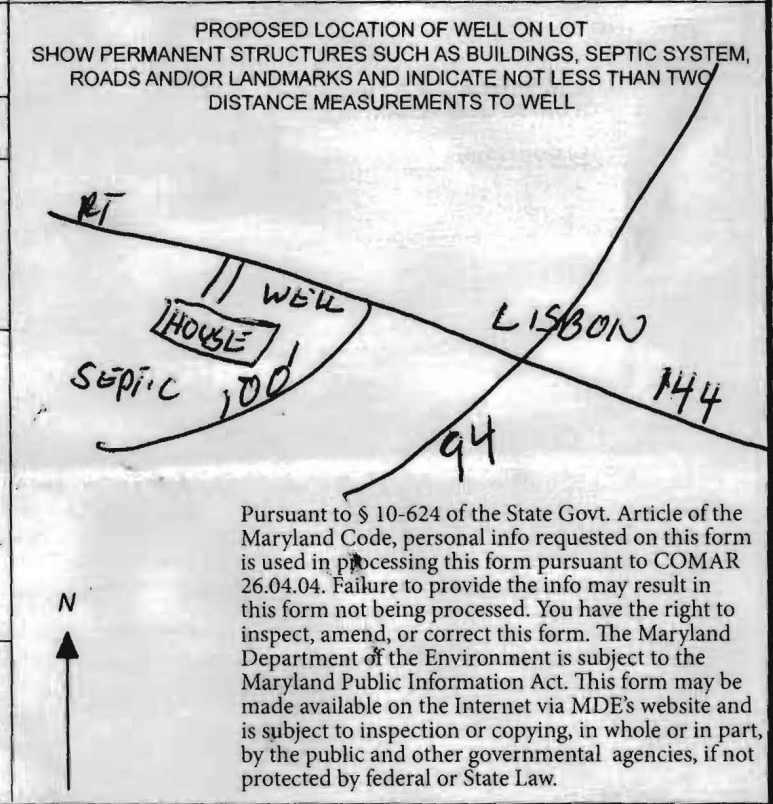 PROPOSED LOCATION OF WELL ON LOT
SHOW PERMANENT STRUCTURES SUCH AS BUILDINGS, SEPTIC SYSTEM,
ROADS AND/OR LANDMARKS AND INDICATE NOT LESS THAN TWO
DISTANCE MEASUREMENTS TO WELL
RT
WELL
HOUSE
LISBON
SEPTIC
100'
144
94
Pursuant to § 10-624 of the State Govt. Article of the
Maryland Code, personal info requested on this form
is used in processing this form pursuant to COMAR
26.04.04. Failure to provide the info may result in
this form not being processed. You have the right to
inspect, amend, or correct this form. The Maryland
Department of the Environment is subject to the
Maryland Public Information Act. This form may be
made available on the Internet via MDE's website and
is subject to inspection or copying, in whole or in part,
by the public and other governmental agencies, if not
protected by federal or State Law.
N